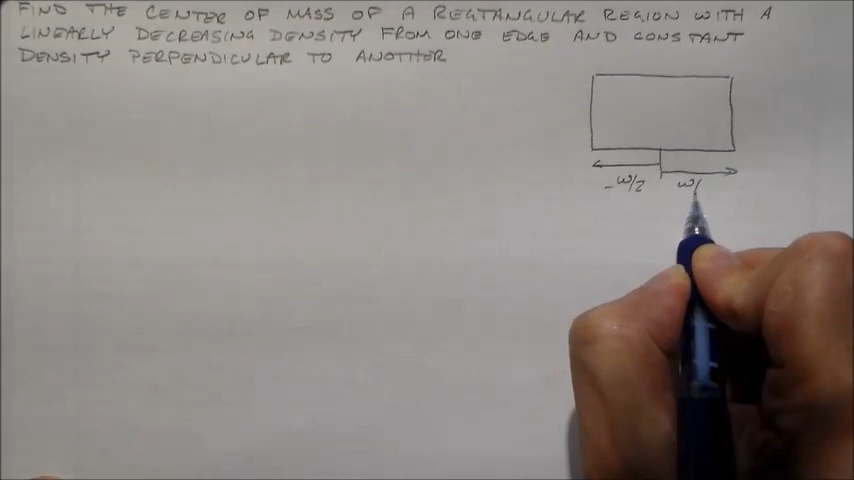 FIND THE CENTER OF MASS OF A RECTANGULAR REGION WITH A
LINEARLY DECREASING DENSITY FROM ONE EDGE AND CONSTANT
DENSITY PERPENDICULAR TO ANOTHER
-W/2 W/